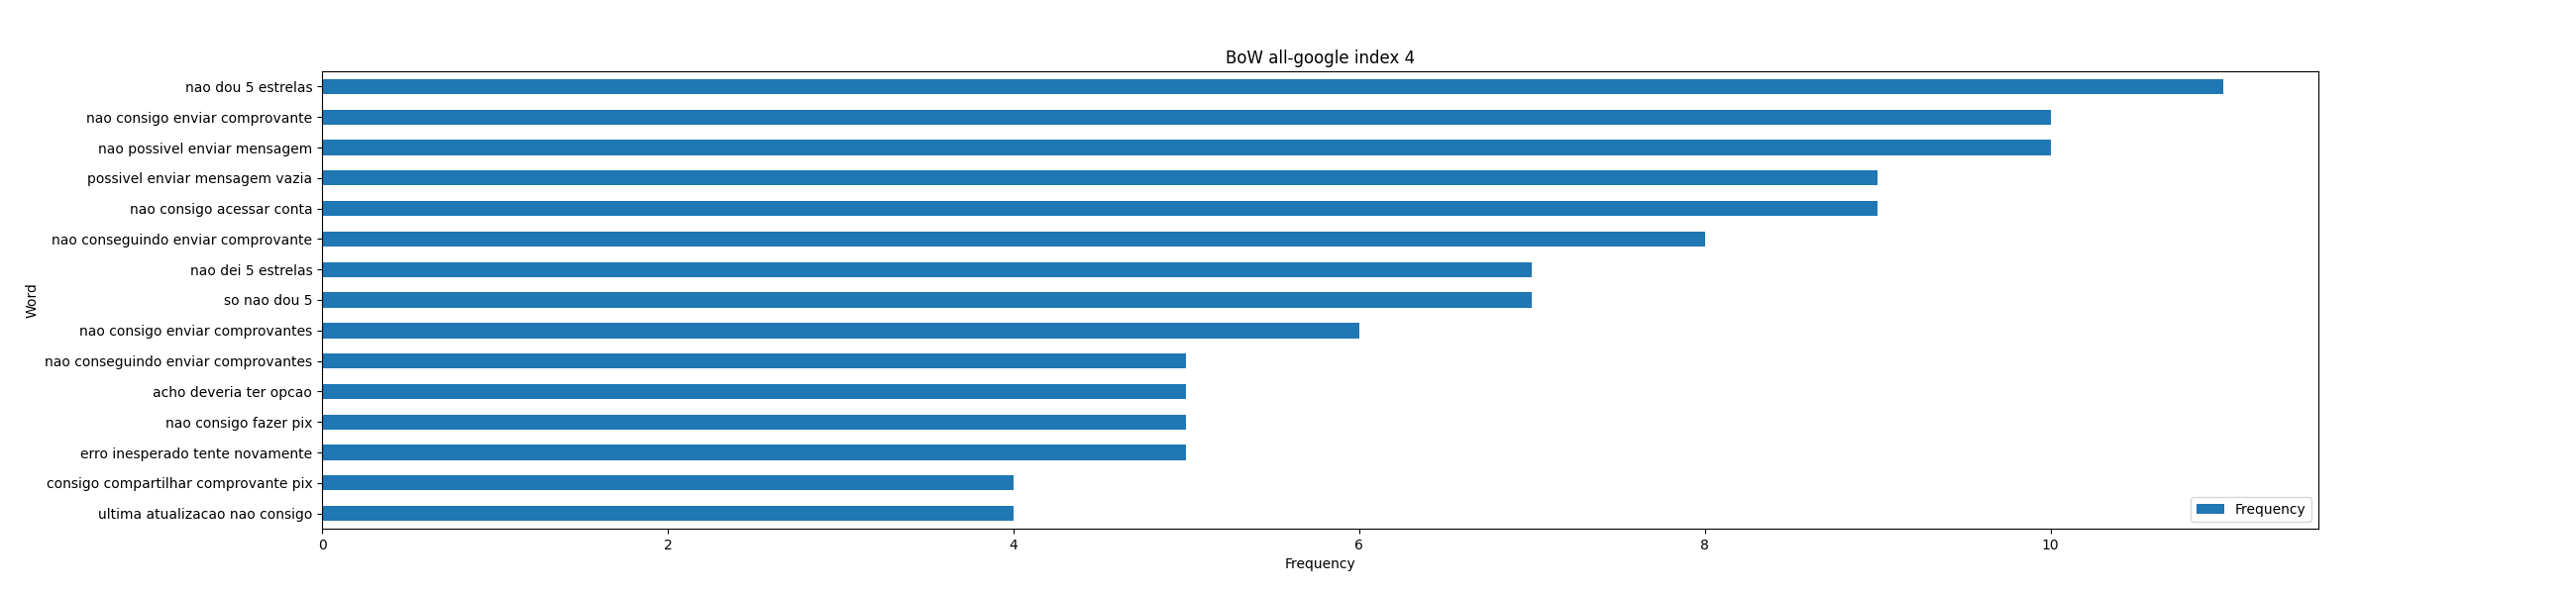 BoW all-google index 4
nao dou 5 estrelas
nao consigo enviar comprovante
nao possivel enviar mensagem
possivel enviar mensagem vazia
nao consigo acessar conta
nao conseguindo enviar comprovante
nao dei 5 estrelas
so nao dou 5
nao consigo enviar comprovantes
nao conseguindo enviar comprovantes
acho deveria ter opcao
nao consigo fazer pix
erro inesperado tente novamente
consigo compartilhar comprovante pix
ultima atualizacao nao consigo
Word
Frequency
0 2 4 6 8 10
Frequency